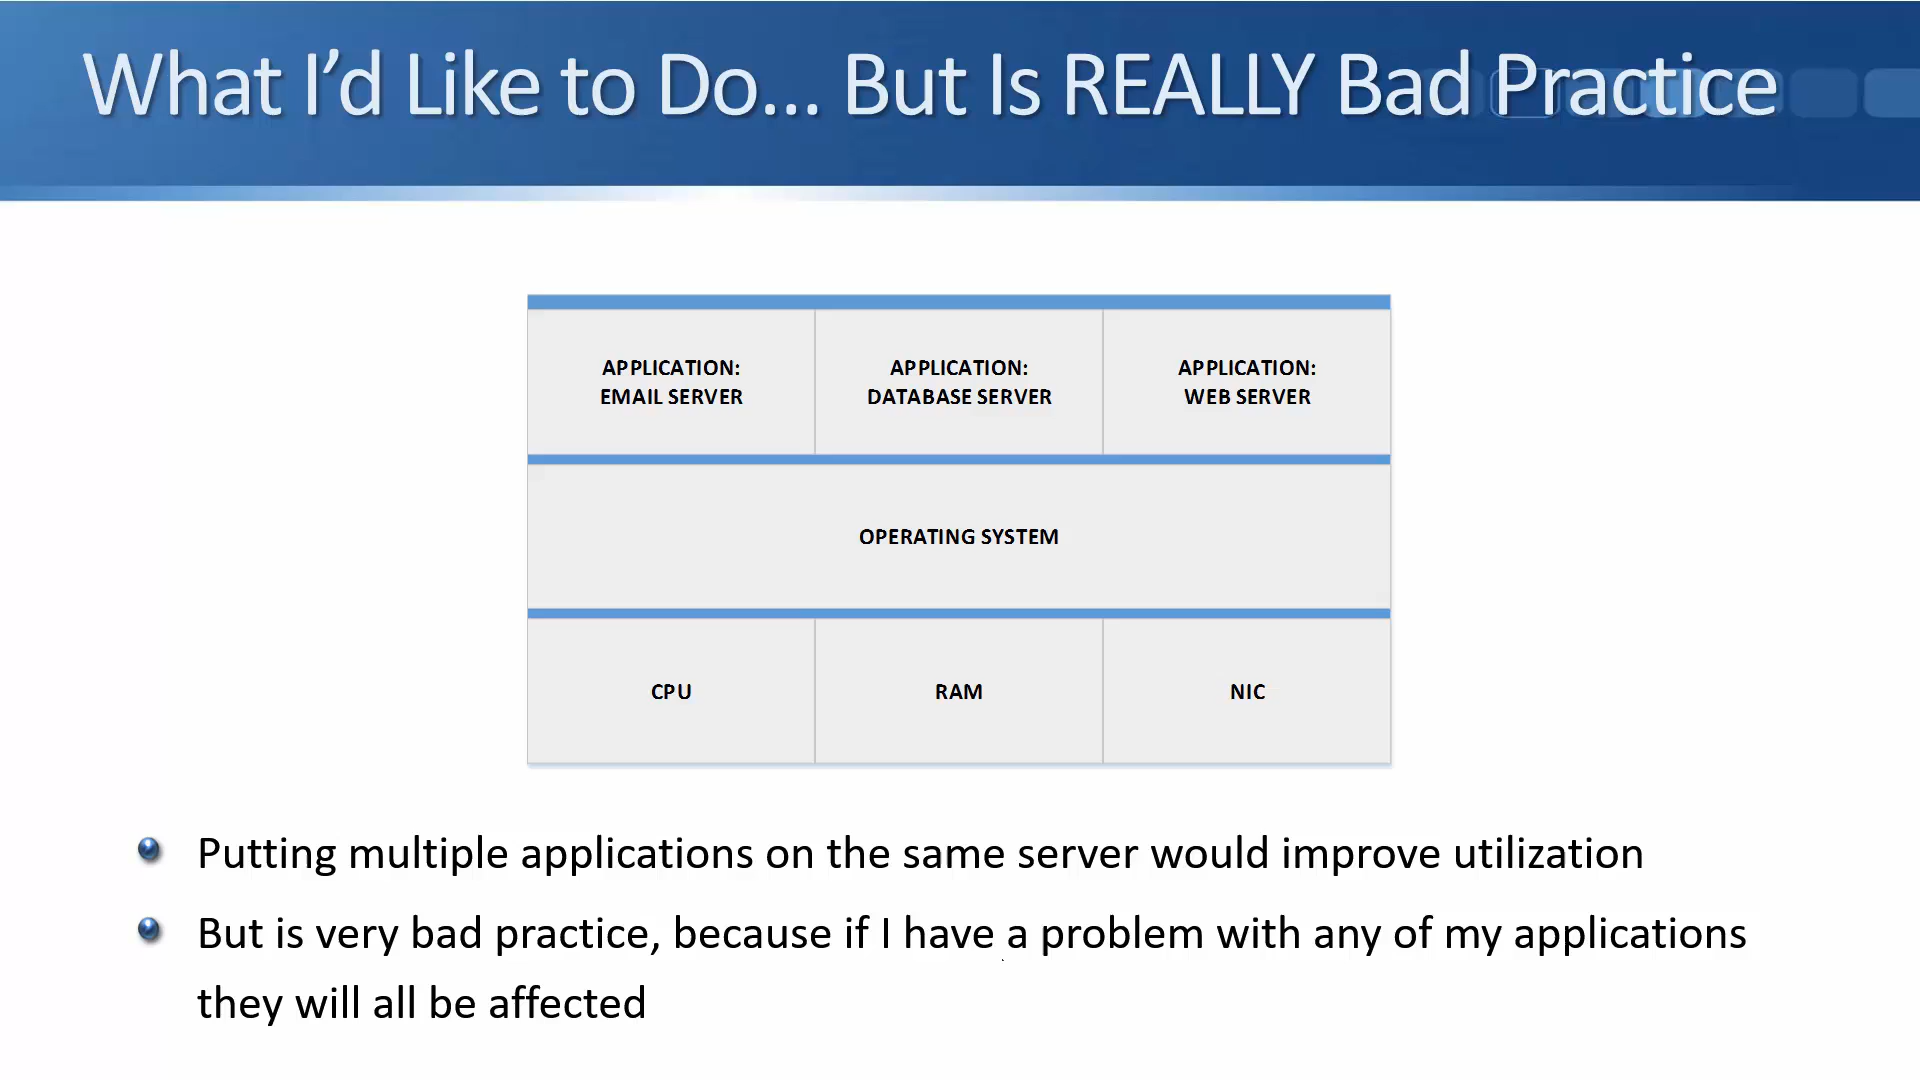 What I’d Like to Do... But Is REALLY Bad Practice
APPLICATION:
EMAIL SERVER
APPLICATION:
DATABASE SERVER
APPLICATION:
WEB SERVER
OPERATING SYSTEM
CPU
RAM
NIC
Putting multiple applications on the same server would improve utilization
But is very bad practice, because if I have a problem with any of my applications
they will all be affected